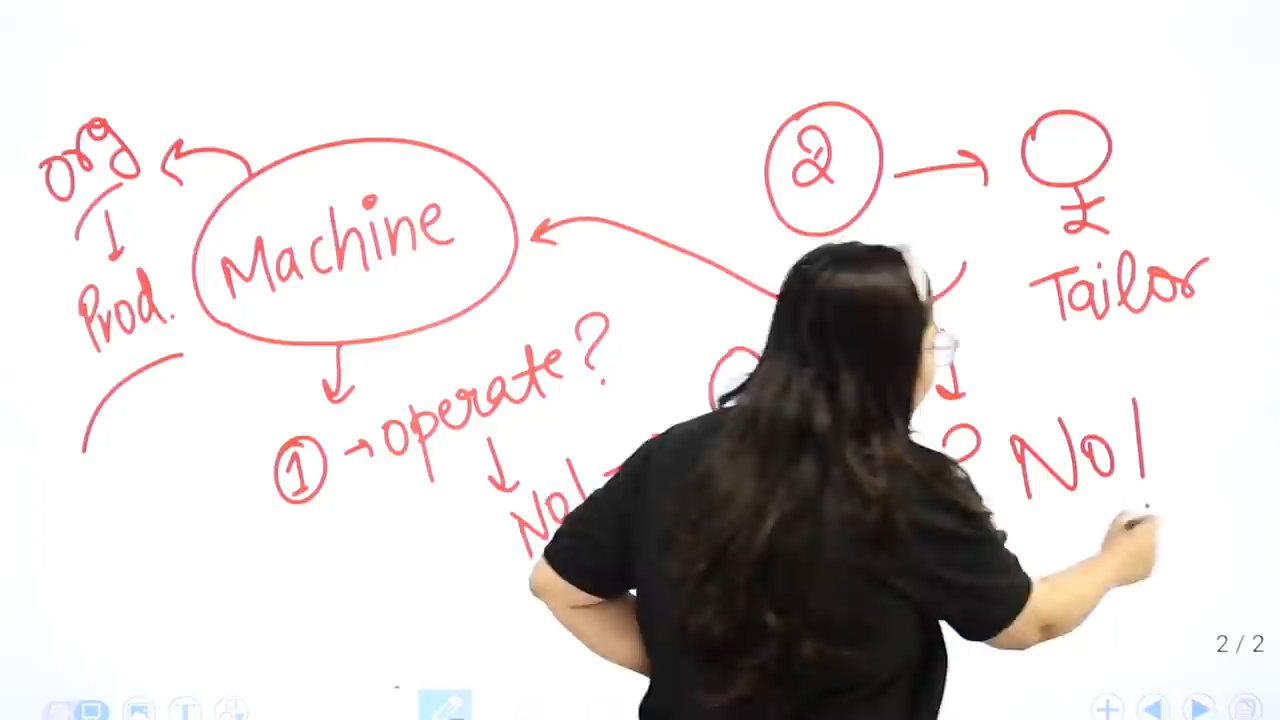 org
Prod.
Machine
① → operate?
No!
2
Tailor
? No!
2 / 2